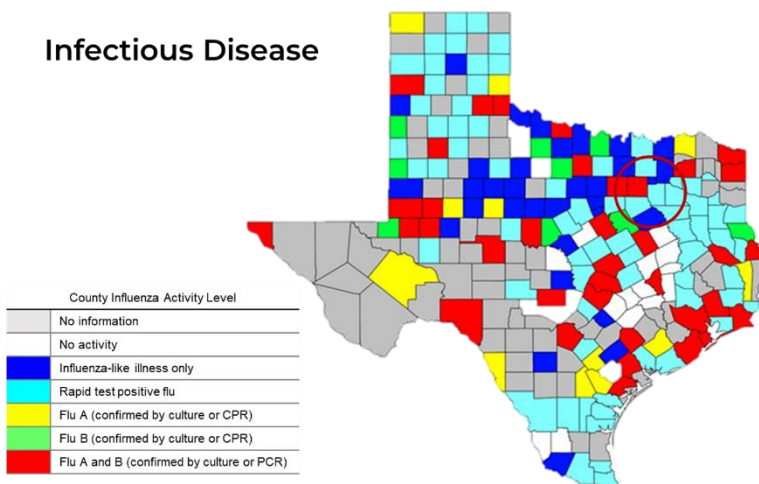 Infectious Disease
County Influenza Activity Level
No information
No activity
Influenza-like illness only
Rapid test positive flu
Flu A (confirmed by culture or CPR)
Flu B (confirmed by culture or CPR)
Flu A and B (confirmed by culture or PCR)